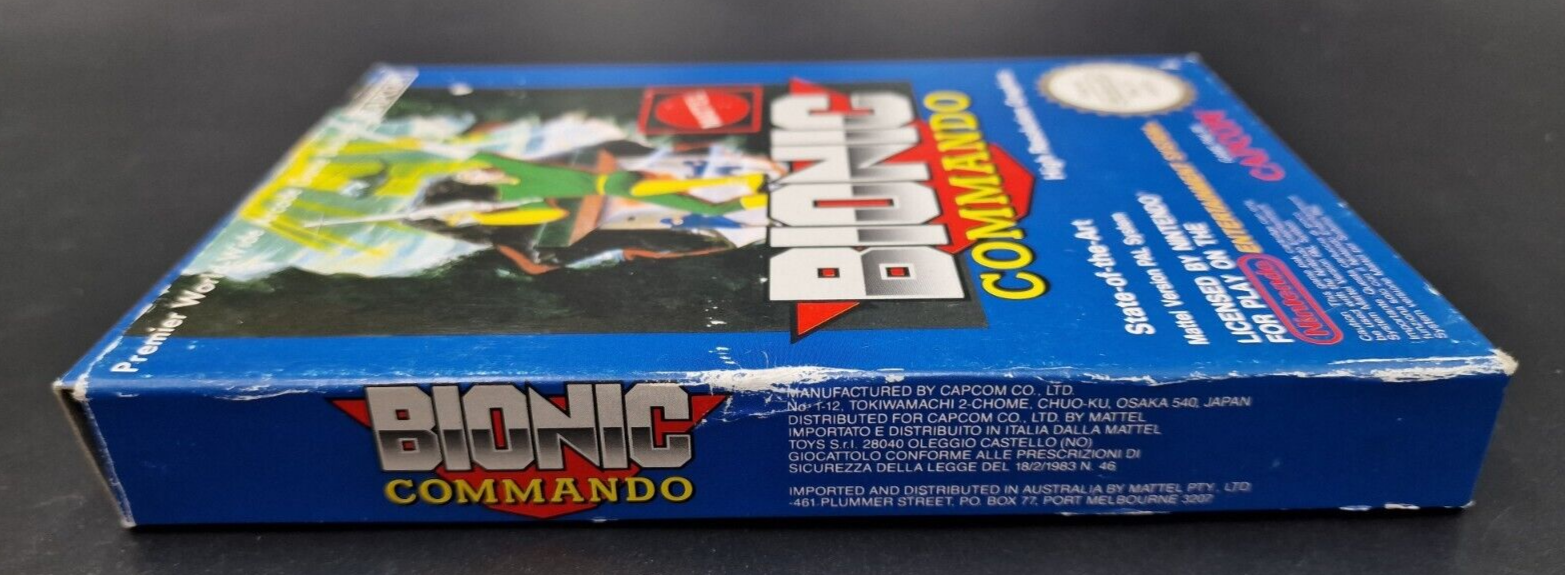 Premier World Wide
BIONIC
COMMANDO
State-of-the-Art
High Resolution Graphics
Mattel Version PAL System
LICENSED BY NINTENDO
FOR PLAY ON THE
Nintendo ENTERTAINMENT SYSTEM
CAPCOM
BIONIC
COMMANDO
MANUFACTURED BY CAPCOM CO., LTD.
No. 1-12, TOKIWAMACHI 2-CHOME, CHUO-KU, OSAKA 540, JAPAN
DISTRIBUTED FOR CAPCOM CO., LTD. BY MATTEL
IMPORTATO E DISTRIBUITO IN ITALIA DALLA MATTEL
TOYS S.r.l. 28040 OLEGGIO CASTELLO (NO)
GIOCATTOLO CONFORME ALLE PRESCRIZIONI DI
SICUREZZA DELLA LEGGE DEL 18/2/1983 N. 46
IMPORTED AND DISTRIBUTED IN AUSTRALIA BY MATTEL PTY., LTD
-461 PLUMMER STREET, P.O. BOX 77, PORT MELBOURNE 3207